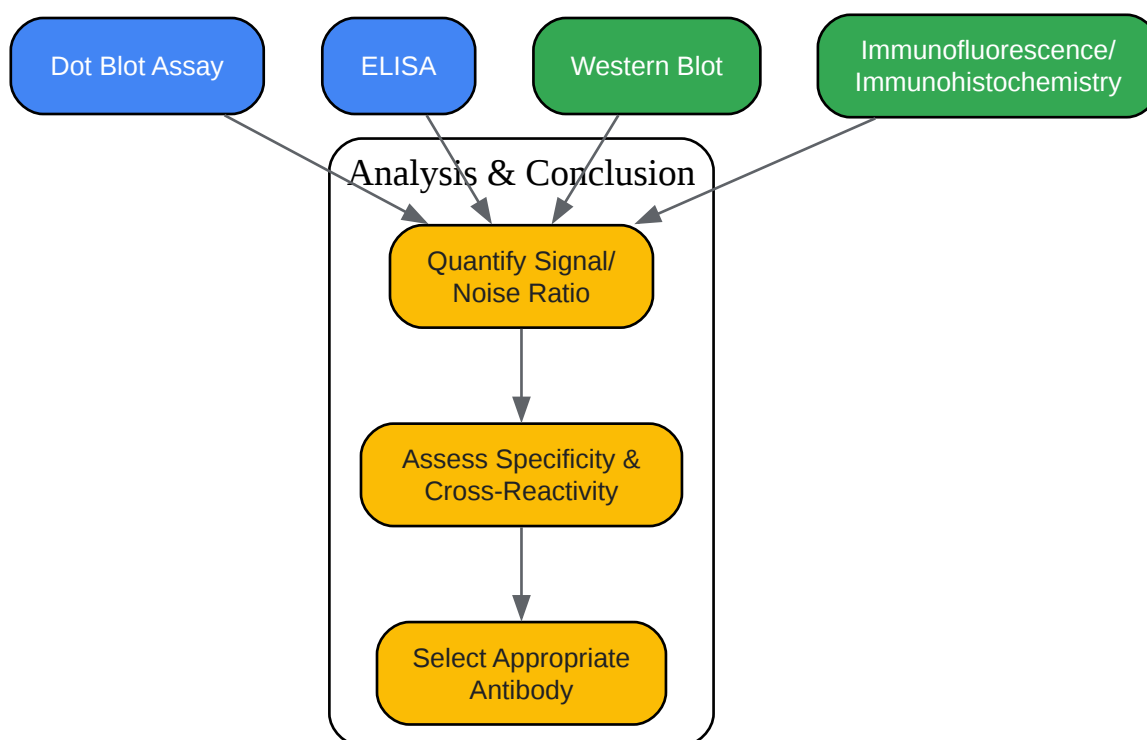 Dot Blot Assay
ELISA
Western Blot
Immunofluorescence/
Immunohistochemistry
Analysis & Conclusion
Quantify Signal/
Noise Ratio
Assess Specificity &
Cross-Reactivity
Select Appropriate
Antibody